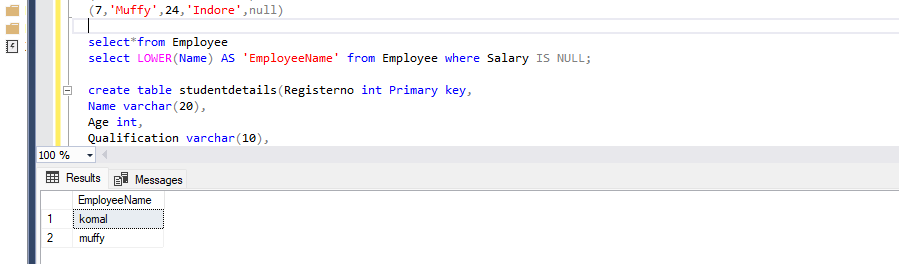 (7,'Muffy',24,'Indore',null)
select*from Employee
select LOWER(Name) AS 'EmployeeName' from Employee where Salary IS NULL;
create table studentdetails(Registerno int Primary key,
Name varchar(20),
Age int,
Qualification varchar(10),
100 %
Results Messages
EmployeeName
1 komal
2 muffy